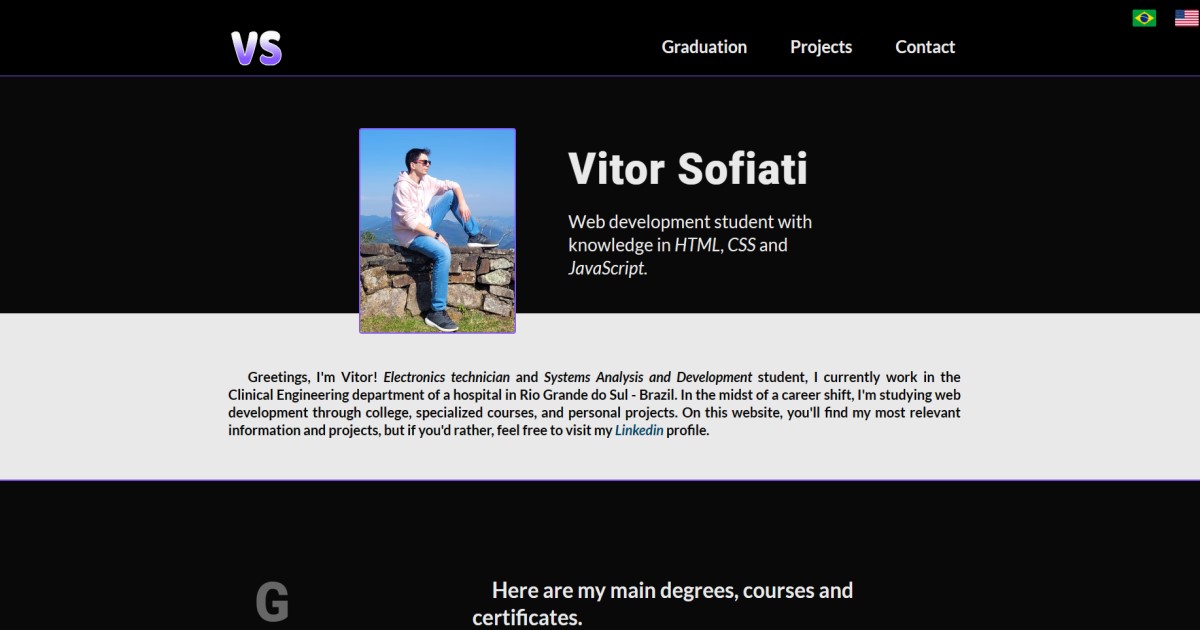 VS
Graduation Projects Contact
Vitor Sofiati
Web development student with
knowledge in HTML, CSS and
JavaScript.
Greetings, I'm Vitor! Electronics technician and Systems Analysis and Development student, I currently work in the
Clinical Engineering department of a hospital in Rio Grande do Sul - Brazil. In the midst of a career shift, I'm studying web
development through college, specialized courses, and personal projects. On this website, you'll find my most relevant
information and projects, but if you'd rather, feel free to visit my Linkedin profile.
G
Here are my main degrees, courses and
certificates.